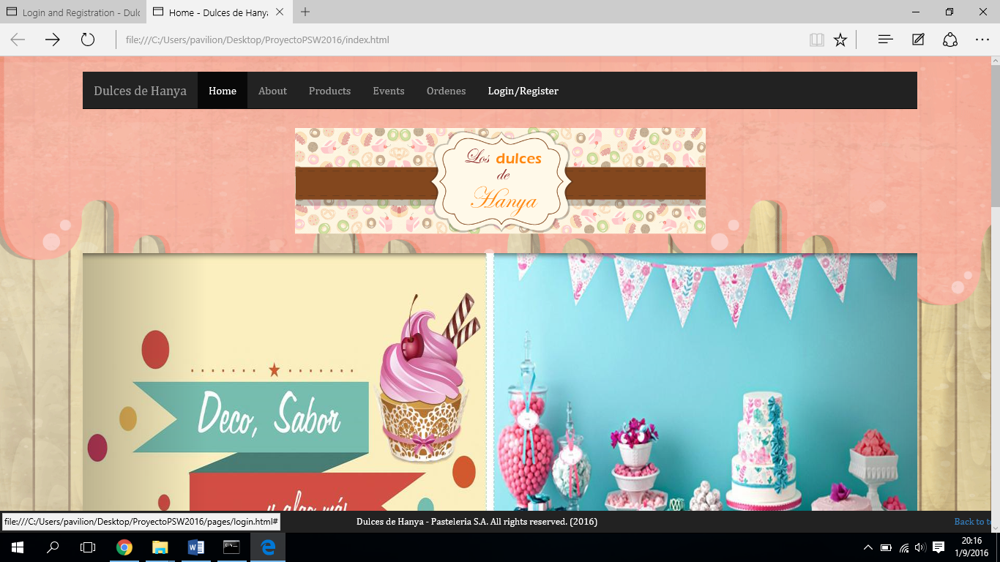 Login and Registration - Dulc
Home - Dulces de Hanya
file:///C:/Users/pavilion/Desktop/ProyectoPSW2016/index.html
Dulces de Hanya Home About Products Events Ordenes Login/Register
Los dulces
de
Hanya
Deco, Sabor
y algo más
file:///C:/Users/pavilion/Desktop/ProyectoPSW2016/pages/login.html#
Dulces de Hanya - Pasteleria S.A. All rights reserved. (2016)
Back to t
20:16
1/9/2016